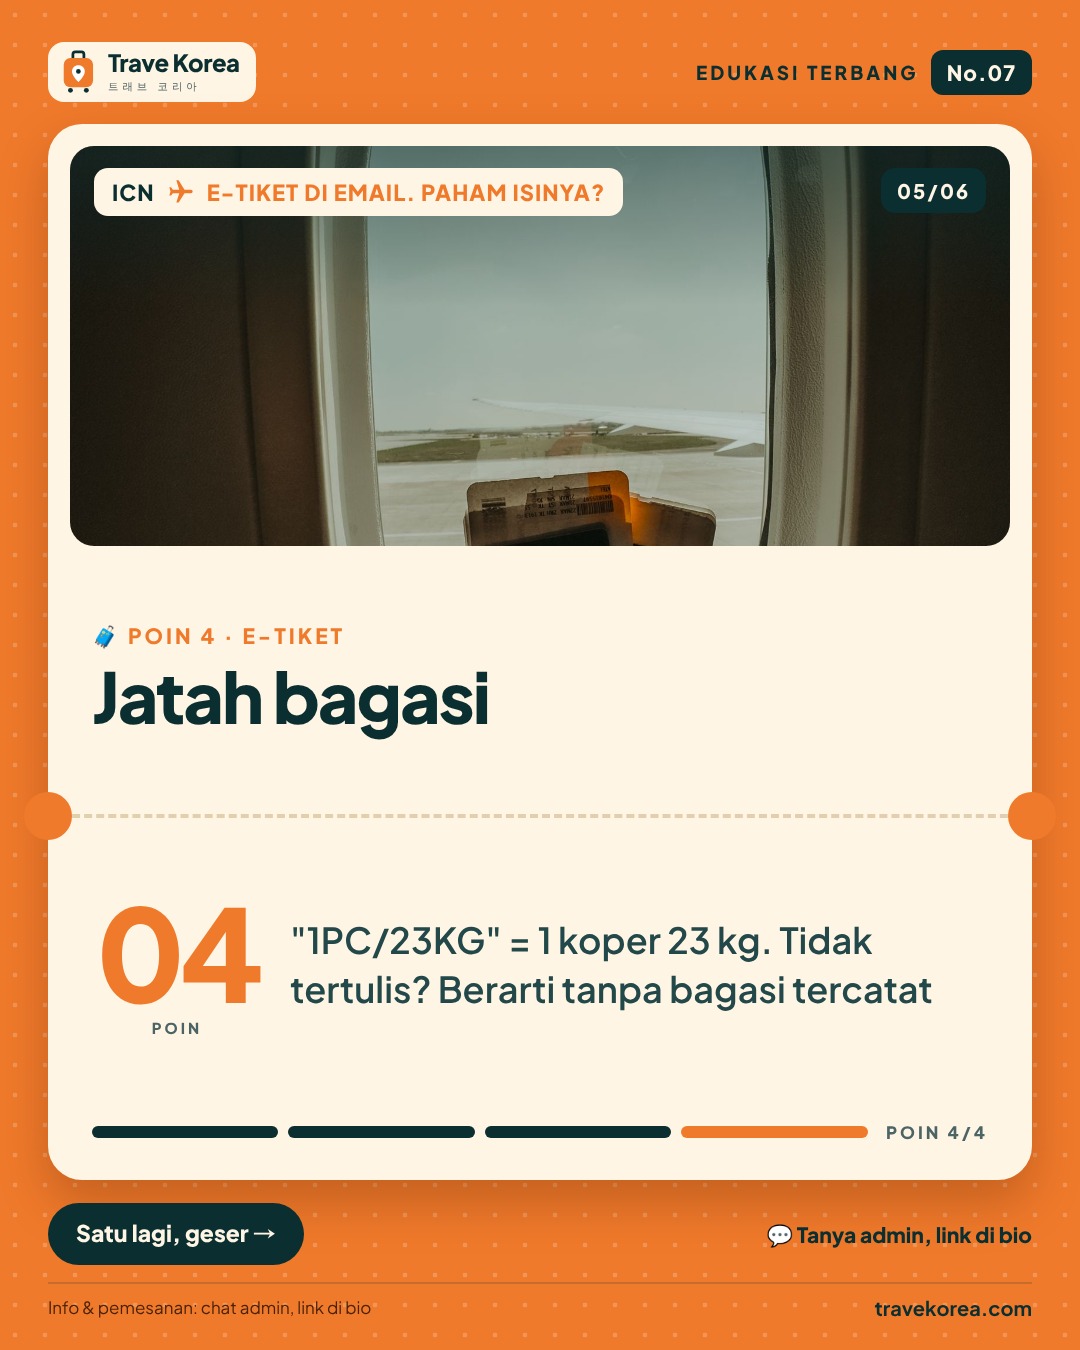 Trave Korea
트래브 코리아
EDUKASI TERBANG
No.07
ICN ✈ E-TIKET DI EMAIL. PAHAM ISINYA?
05/06
🧳 POIN 4 · E-TIKET
Jatah bagasi
04
POIN
"1PC/23KG" = 1 koper 23 kg. Tidak
tertulis? Berarti tanpa bagasi tercatat
POIN 4/4
Satu lagi, geser →
💬 Tanya admin, link di bio
Info & pemesanan: chat admin, link di bio
travekorea.com